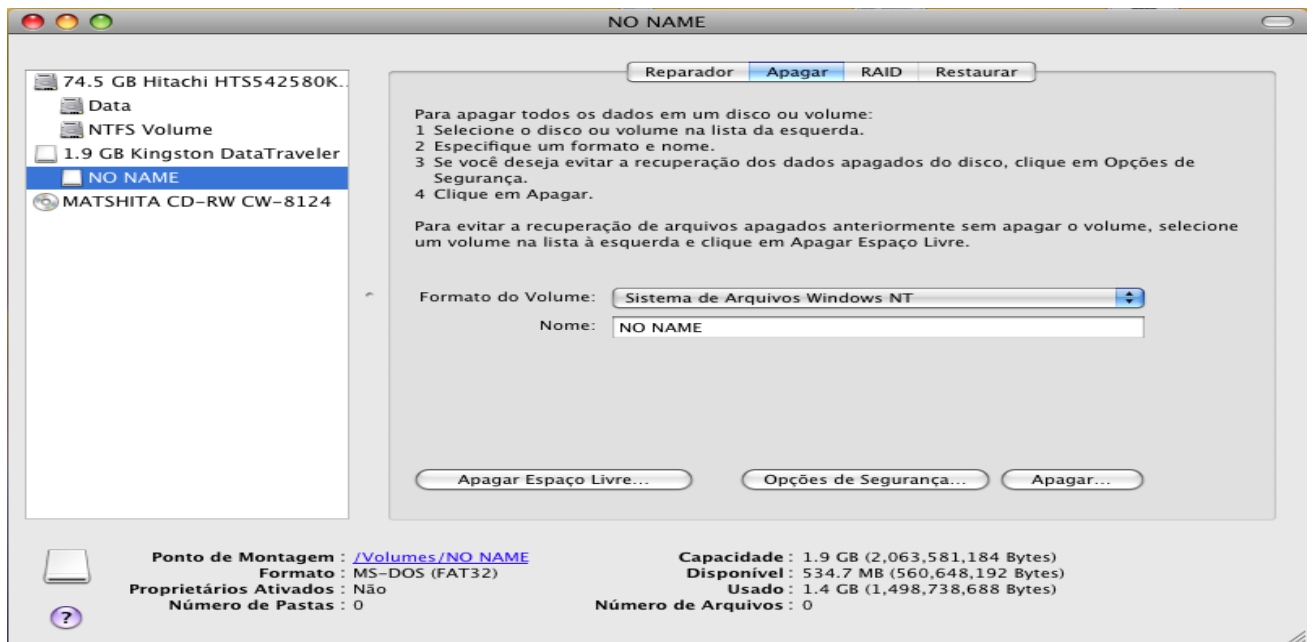 NO NAME
74.5 GB Hitachi HTS542580K..
Data
NTFS Volume
1.9 GB Kingston DataTraveler
NO NAME
MATSHITA CD-RW CW-8124
Reparador Apagar RAID Restaurar
Para apagar todos os dados em um disco ou volume:
1 Selecione o disco ou volume na lista da esquerda.
2 Especifique um formato e nome.
3 Se você deseja evitar a recuperação dos dados apagados do disco, clique em Opções de
Segurança.
4 Clique em Apagar.
Para evitar a recuperação de arquivos apagados anteriormente sem apagar o volume, selecione
um volume na lista à esquerda e clique em Apagar Espaço Livre.
Formato do Volume: Sistema de Arquivos Windows NT
Nome: NO NAME
Apagar Espaço Livre... Opções de Segurança... Apagar...
Ponto de Montagem : /Volumes/NO NAME
Formato : MS-DOS (FAT32)
Proprietários Ativados : Não
Número de Pastas : 0
Capacidade : 1.9 GB (2,063,581,184 Bytes)
Disponível : 534.7 MB (560,648,192 Bytes)
Usado : 1.4 GB (1,498,738,688 Bytes)
Número de Arquivos : 0
?